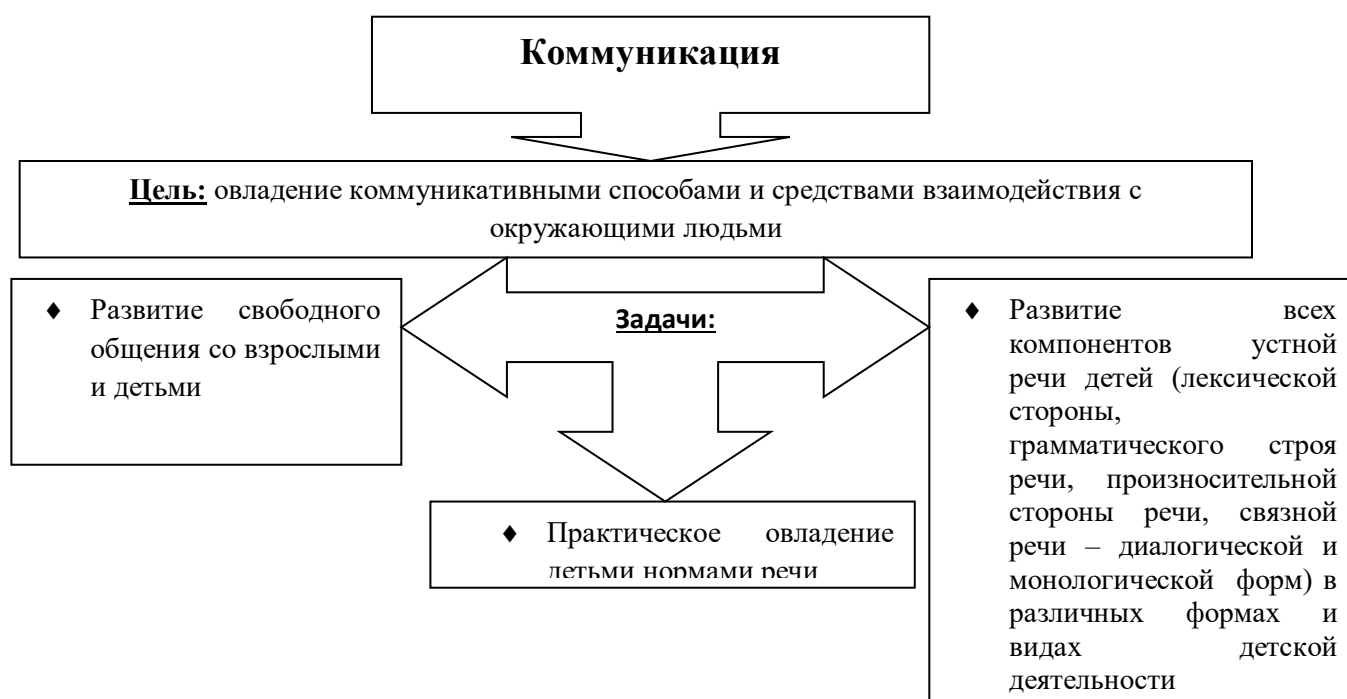 Коммуникация
Цель: овладение коммуникативными способами и средствами взаимодействия с
окружающими людьми
Задачи:
♦ Развитие свободного
общения со взрослыми
и детьми
♦ Практическое овладение
детьми нормами речи
♦ Развитие всех
компонентов устной
речи детей (лексической
стороны,
грамматического строя
речи, произносительной
стороны речи, связной
речи – диалогической и
монологической форм) в
различных формах и
видах детской
деятельности